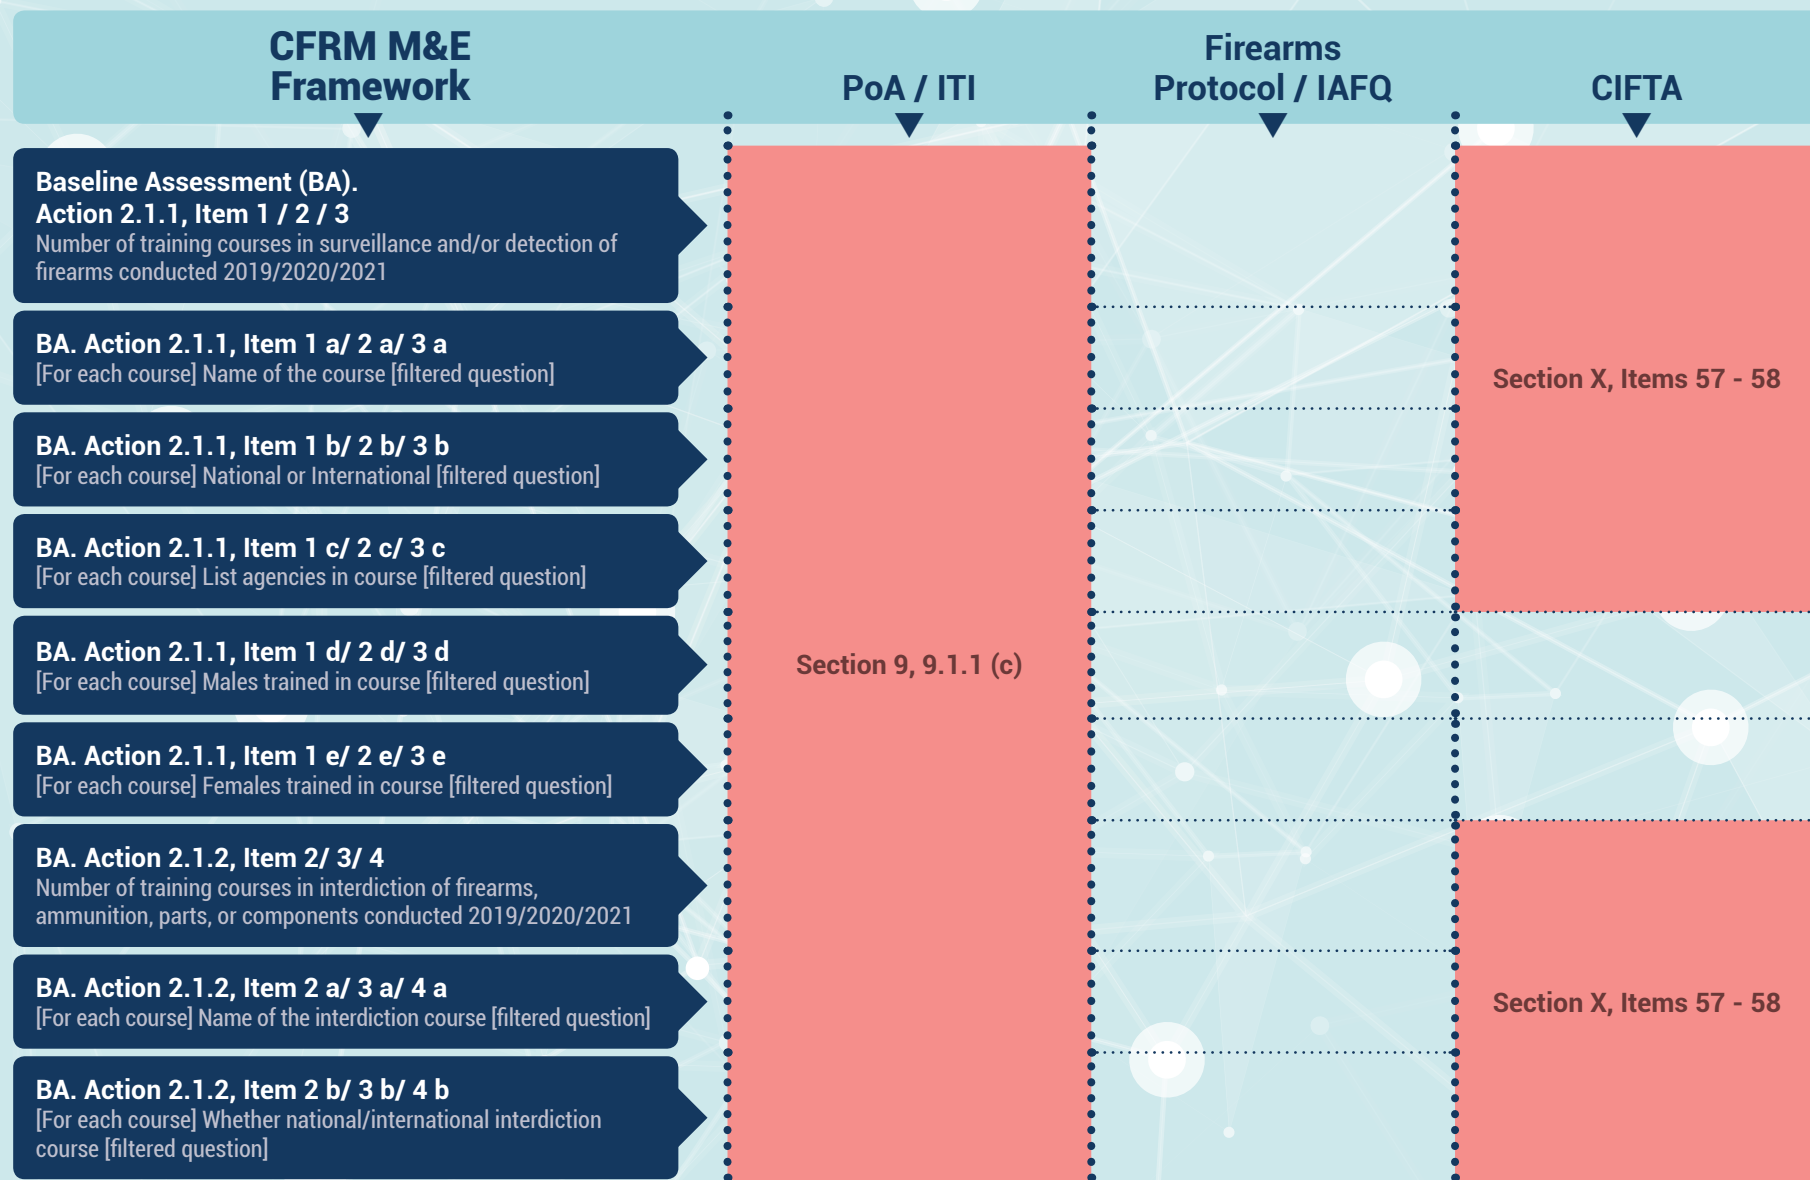 CFRM M&E
Framework
PoA / ITI
Firearms
Protocol / IAFQ
CIFTA
Baseline Assessment (BA).
Action 2.1.1, Item 1 / 2 / 3
Number of training courses in surveillance and/or detection of
firearms conducted 2019/2020/2021
BA. Action 2.1.1, Item 1 a/ 2 a/ 3 a
[For each course] Name of the course [filtered question]
Section X, Items 57 - 58
BA. Action 2.1.1, Item 1 b/ 2 b/ 3 b
[For each course] National or International [filtered question]
BA. Action 2.1.1, Item 1 c/ 2 c/ 3 c
[For each course] List agencies in course [filtered question]
BA. Action 2.1.1, Item 1 d/ 2 d/ 3 d
[For each course] Males trained in course [filtered question]
Section 9, 9.1.1 (c)
BA. Action 2.1.1, Item 1 e/ 2 e/ 3 e
[For each course] Females trained in course [filtered question]
BA. Action 2.1.2, Item 2/ 3/ 4
Number of training courses in interdiction of firearms,
ammunition, parts, or components conducted 2019/2020/2021
BA. Action 2.1.2, Item 2 a/ 3 a/ 4 a
[For each course] Name of the interdiction course [filtered question]
Section X, Items 57 - 58
BA. Action 2.1.2, Item 2 b/ 3 b/ 4 b
[For each course] Whether national/international interdiction
course [filtered question]